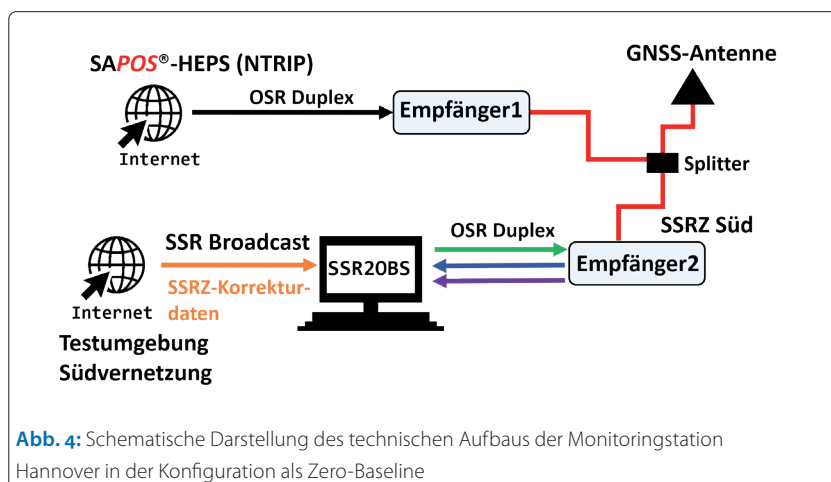 SAPOS®-HEPS (NTRIP)
GNSS-Antenne
OSR Duplex
Empfänger1
Internet
Splitter
SSRZ Süd
SSR Broadcast
OSR Duplex
SSR2OBS
Empfänger2
SSRZ-Korrektur-
daten
Internet
Testumgebung
Südvernetzung
Abb. 4: Schematische Darstellung des technischen Aufbaus der Monitoringstation
Hannover in der Konfiguration als Zero-Baseline